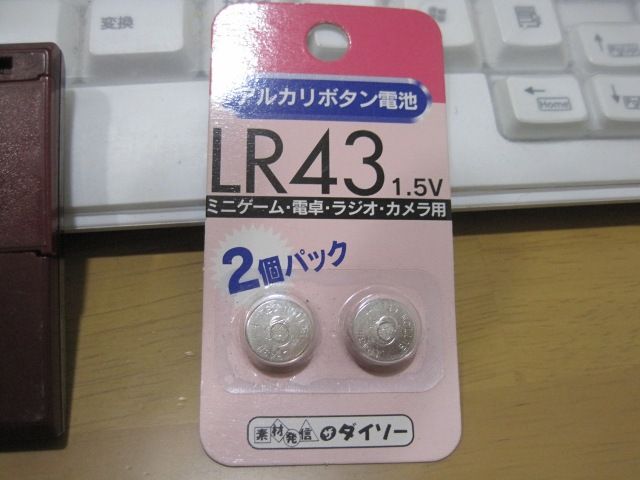 変換
Home
アルカリボタン電池
LR43 1.5V
ミニゲーム・電卓・ラジオ・カメラ用
2個パック
素材発信 ザ ダイソー